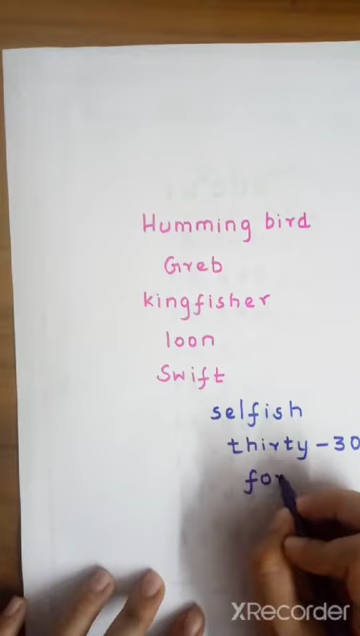 Humming bird
Greb
kingfisher
loon
Swift
selfish
thirty-30
XRecorder